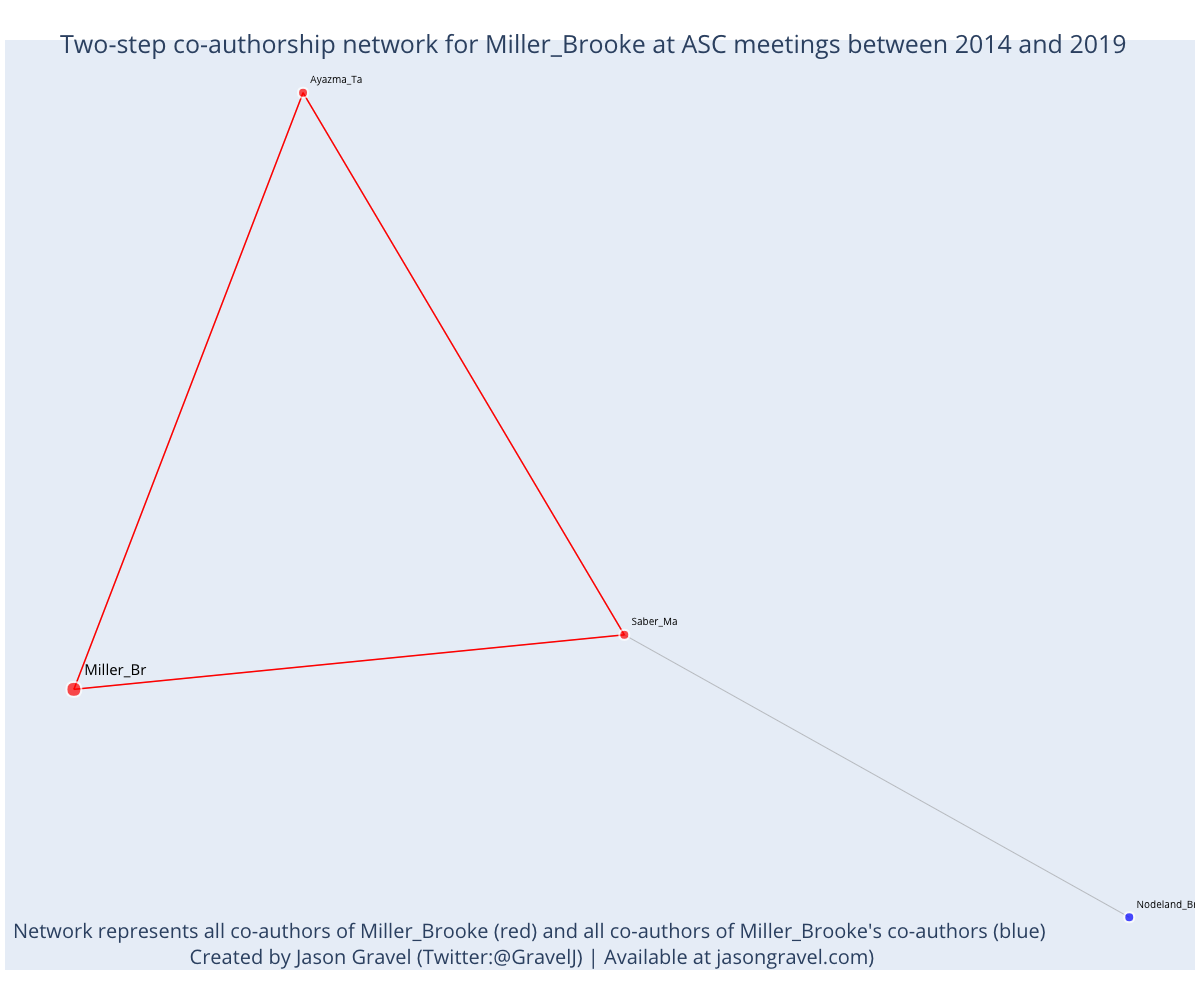 Two-step co-authorship network for Miller_Brooke at ASC meetings between 2014 and 2019
Ayazma_Ta
Saber_Ma
Miller_Br
Nodeland_Br
Network represents all co-authors of Miller_Brooke (red) and all co-authors of Miller_Brooke's co-authors (blue)
Created by Jason Gravel (Twitter:@GravelJ) | Available at jasongravel.com)